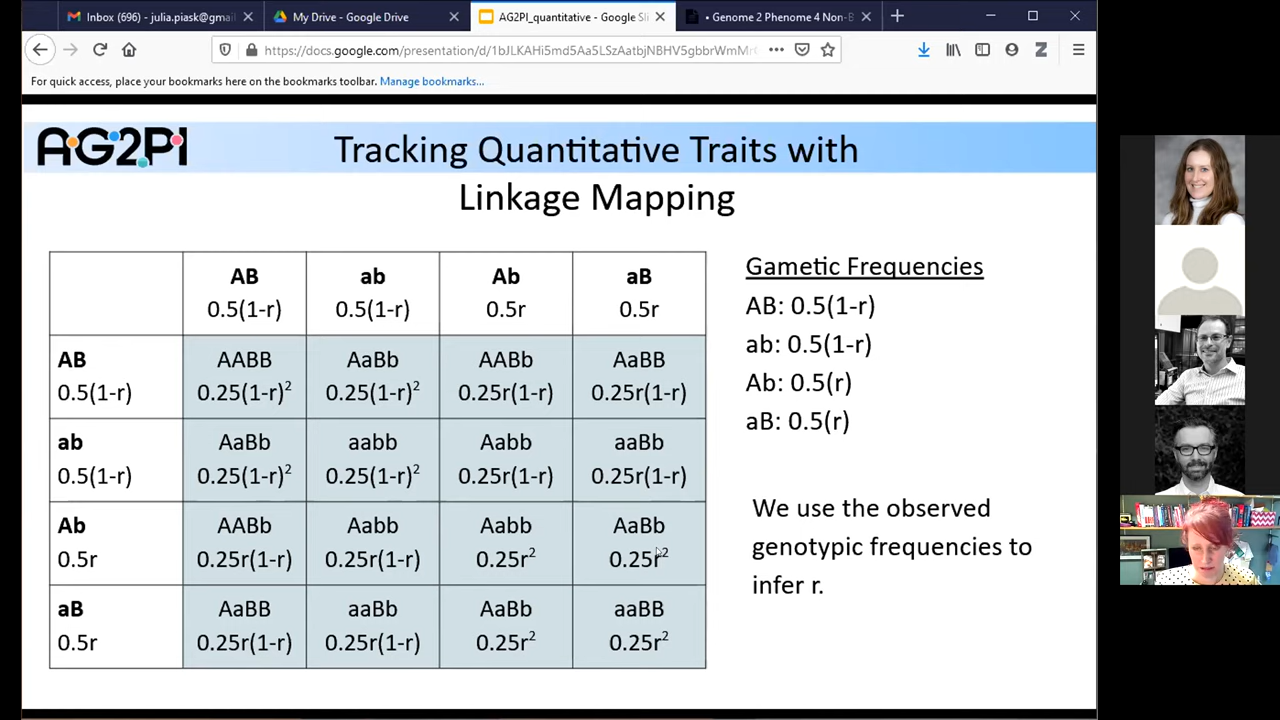 Inbox (696) - julia.piask@gmai
My Drive - Google Drive
AG2PI_quantitative - Google Sli
• Genome 2 Phenome 4 Non-B
https://docs.google.com/presentation/d/1bJLKAHi5md5Aa5LSzAatbjNBHV5gbbrWmMr
For quick access, place your bookmarks here on the bookmarks toolbar. Manage bookmarks...
AG2PI
Tracking Quantitative Traits with
Linkage Mapping
AB ab Ab aB
0.5(1-r) 0.5(1-r) 0.5r 0.5r
AB AABB AaBb AABb AaBB
0.5(1-r) 0.25(1-r)² 0.25(1-r)² 0.25r(1-r) 0.25r(1-r)
ab AaBb aabb Aabb aaBb
0.5(1-r) 0.25(1-r)² 0.25(1-r)² 0.25r(1-r) 0.25r(1-r)
Ab AABb Aabb Aabb AaBb
0.5r 0.25r(1-r) 0.25r(1-r) 0.25r² 0.25r²
aB AaBB aaBb AaBb aaBB
0.5r 0.25r(1-r) 0.25r(1-r) 0.25r² 0.25r²
Gametic Frequencies
AB: 0.5(1-r)
ab: 0.5(1-r)
Ab: 0.5(r)
aB: 0.5(r)
We use the observed
genotypic frequencies to
infer r.